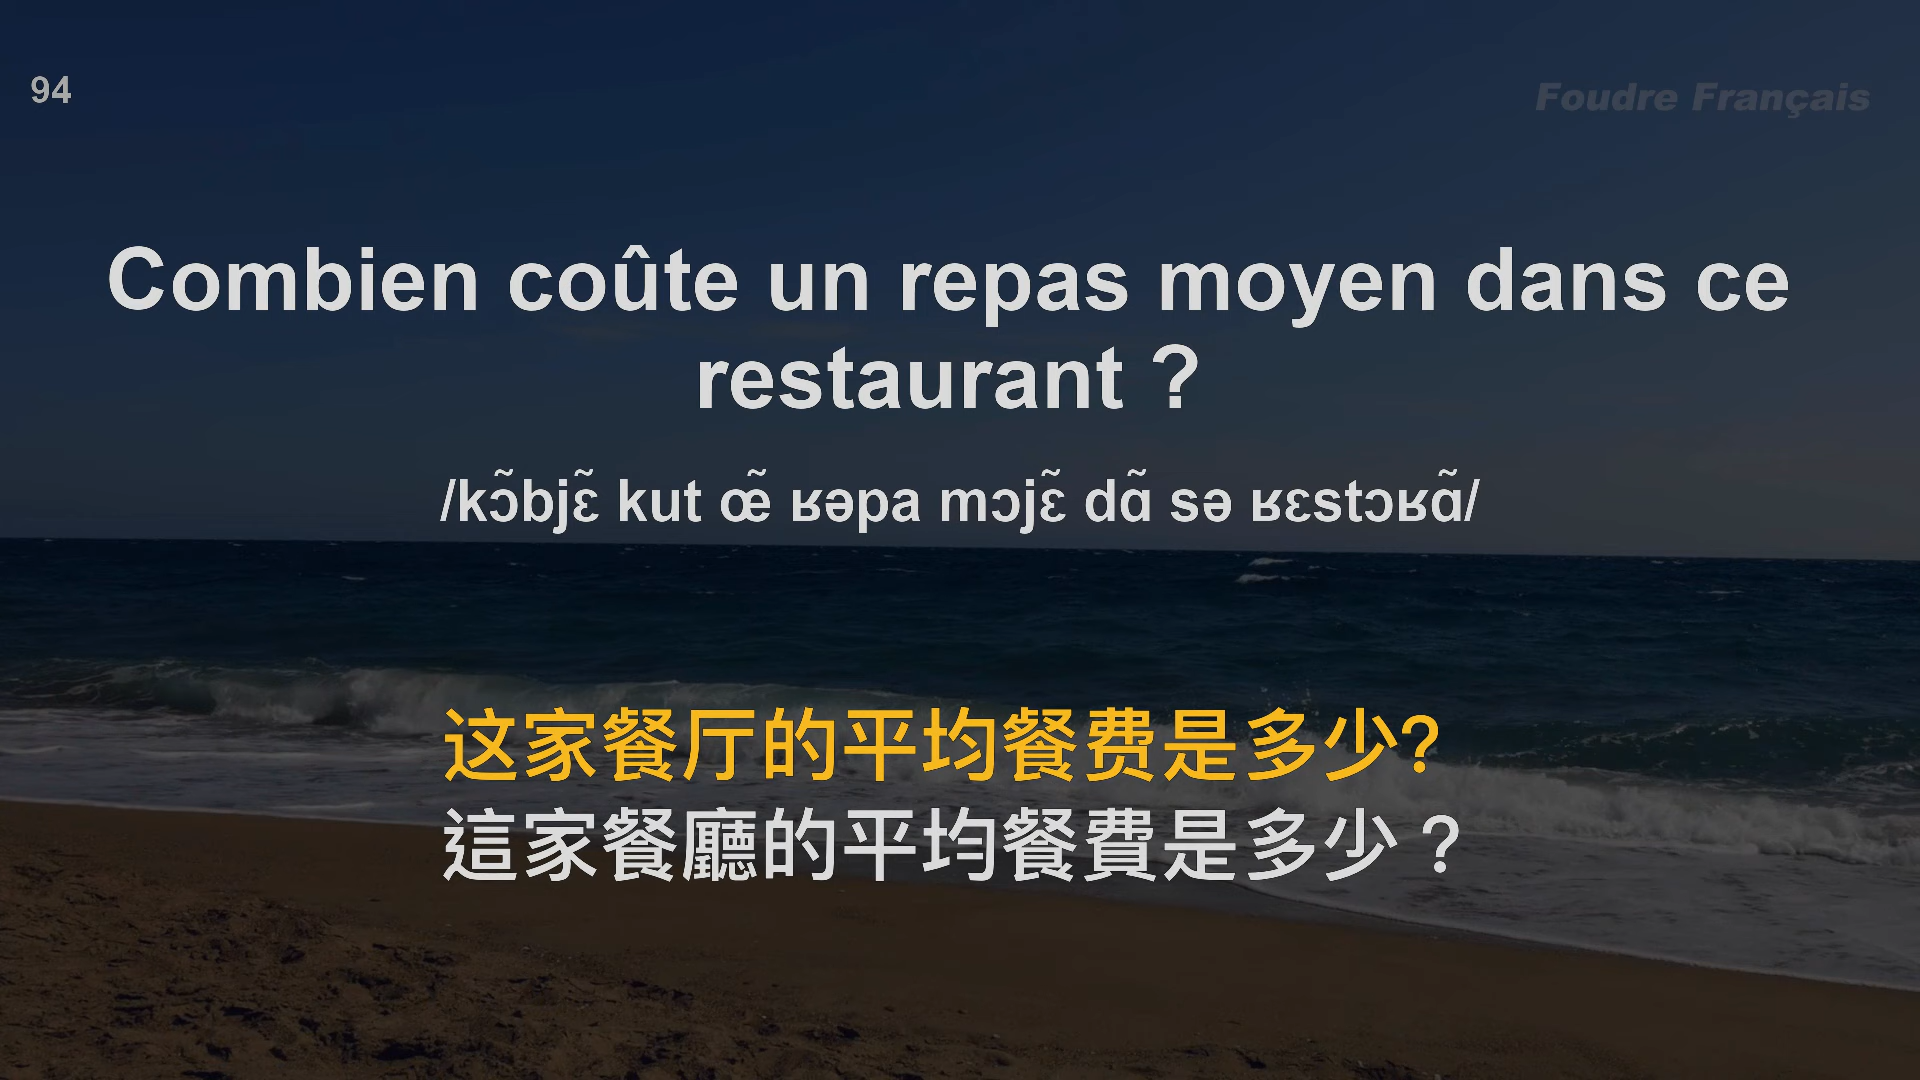 94
Foudre Français
Combien coûte un repas moyen dans ce
restaurant ?
/kɔ̃bjɛ̃ kut œ̃ ʁəpa mɔjɛ̃ dɑ̃ sə ʁɛstɔʁɑ̃/
这家餐厅的平均餐费是多少?
這家餐廳的平均餐費是多少？